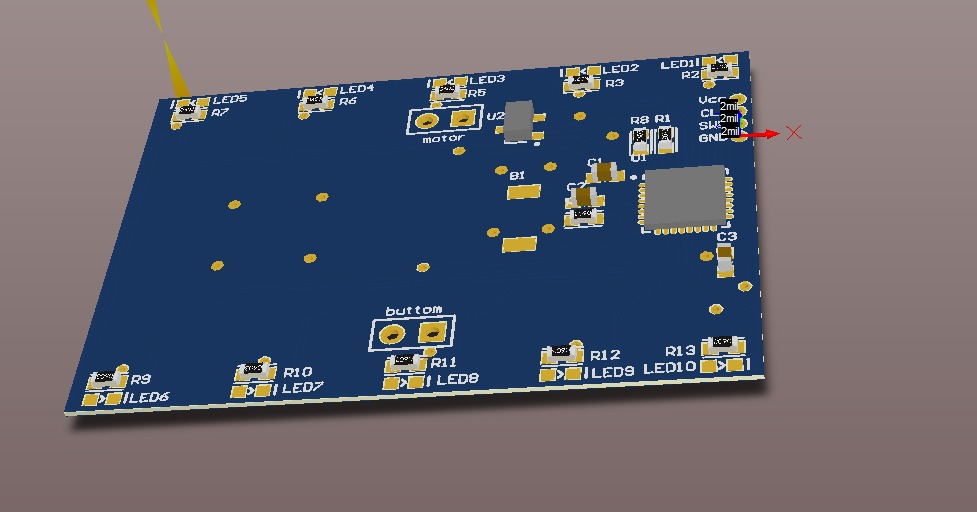 LED5
R7
LED4
R6
LED3
R5
LED2
R3
LED1
R2
motor
U2
R8 R1
Vcc
2mil
CL
2mil
SW
2mil
GND
B1
C1
U1
C2
C3
buttom
R9
LED6
R10
LED7
R11
LED8
R12
LED9
R13
LED10